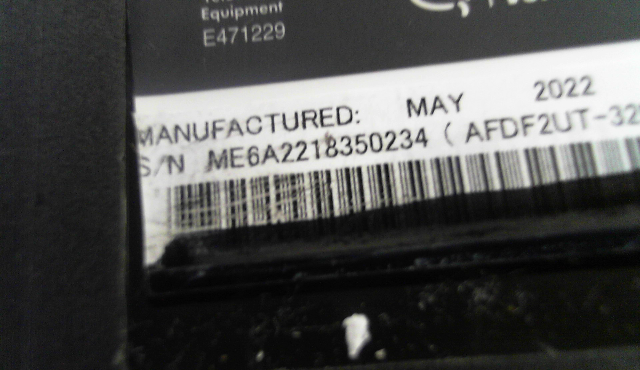 Equipment
E471229
MANUFACTURED: MAY 2022
S/N ME6A2218350234 ( AFDF2UT-32